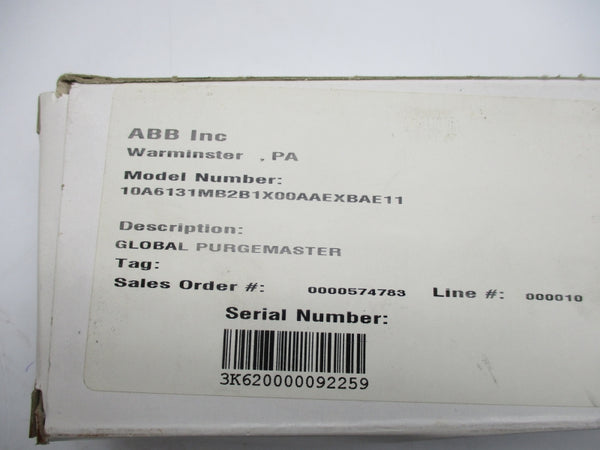 ABB Inc
Warminster , PA
Model Number:
10A6131MB2B1X00AAEXBAE11
Description:
GLOBAL PURGEMASTER
Tag:
Sales Order #: 0000574783 Line #: 000010
Serial Number:
3K620000092259